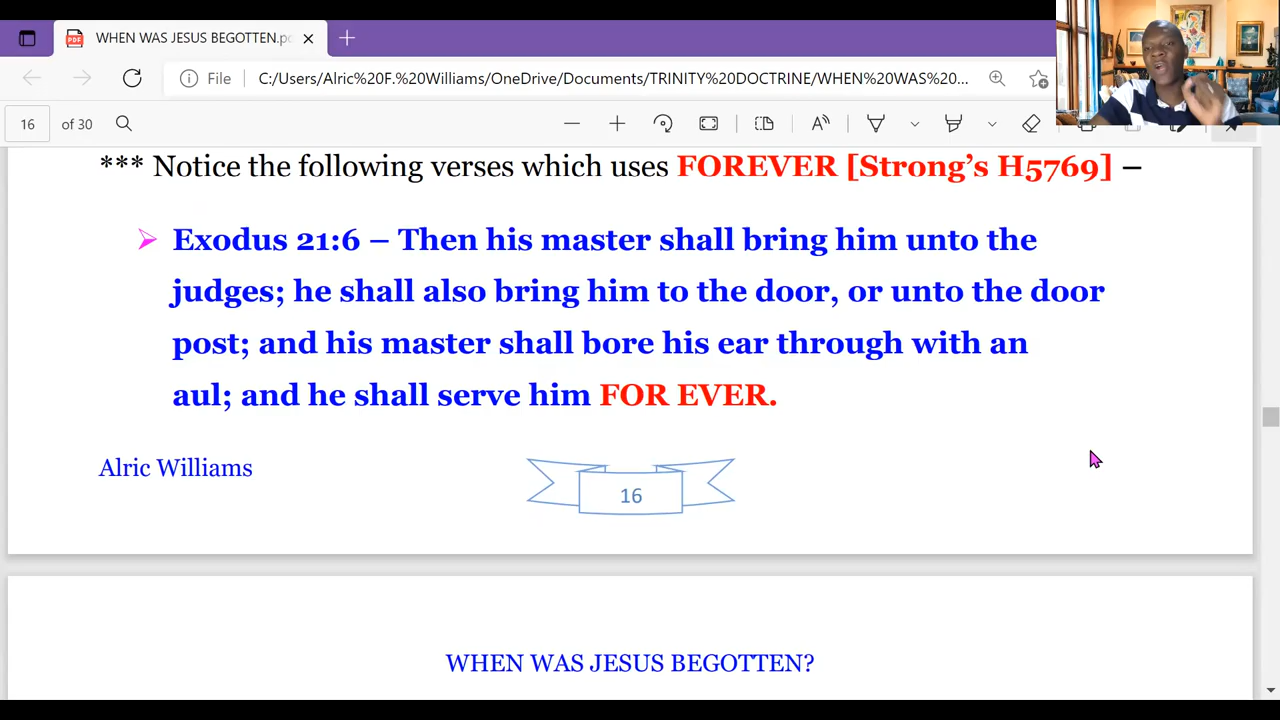 WHEN WAS JESUS BEGOTTEN.p
File C:/Users/Alric%20F.%20Williams/OneDrive/Documents/TRINITY%20DOCTRINE/WHEN%20WAS%20...
16 of 30
*** Notice the following verses which uses FOREVER [Strong’s H5769] –
Exodus 21:6 – Then his master shall bring him unto the
judges; he shall also bring him to the door, or unto the door
post; and his master shall bore his ear through with an
aul; and he shall serve him FOR EVER.
Alric Williams
16
WHEN WAS JESUS BEGOTTEN?